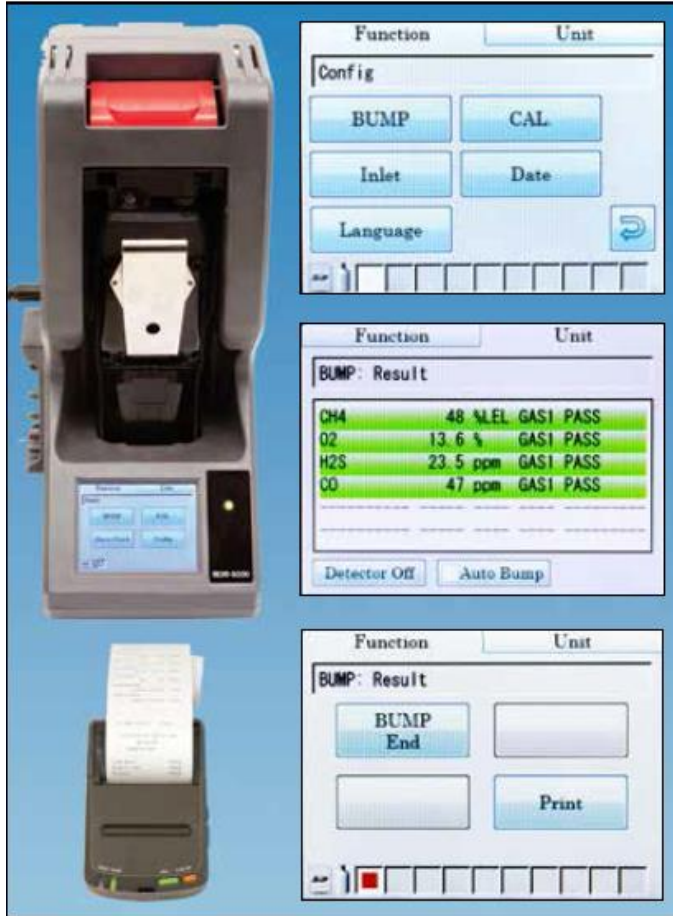 Function Unit
Config
BUMP CAL.
Inlet Date
Language
Function Unit
BUMP: Result
CH4 48 %LEL GAS1 PASS
O2 13.6 % GAS1 PASS
H2S 23.5 ppm GAS1 PASS
CO 47 ppm GAS1 PASS
Detector Off Auto Bump
Function Unit
BUMP: Result
BUMP
End
Print